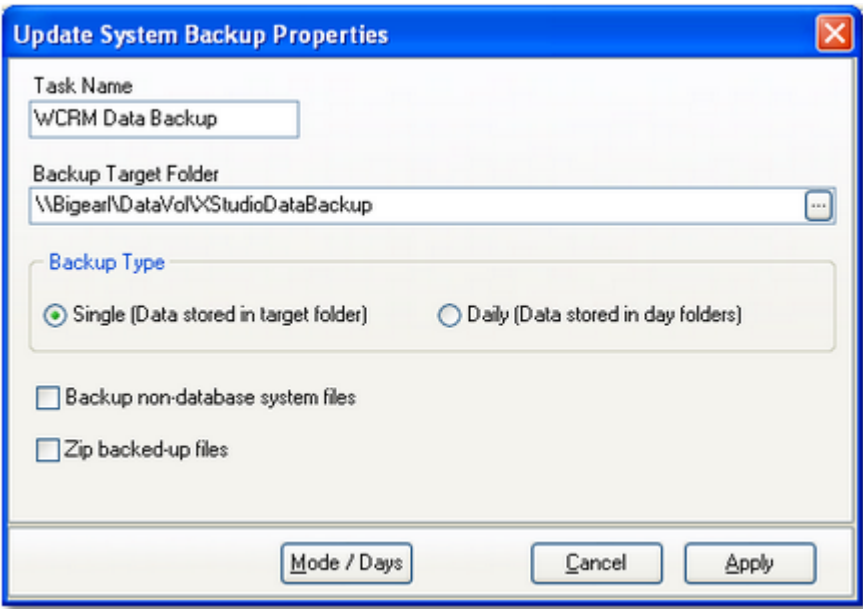 Update System Backup Properties
Task Name
WCRM Data Backup
Backup Target Folder
\\Bigearl\DataVol\XStudioDataBackup
...
Backup Type
Single (Data stored in target folder) Daily (Data stored in day folders)
Backup non-database system files
Zip backed-up files
Mode / Days Cancel Apply